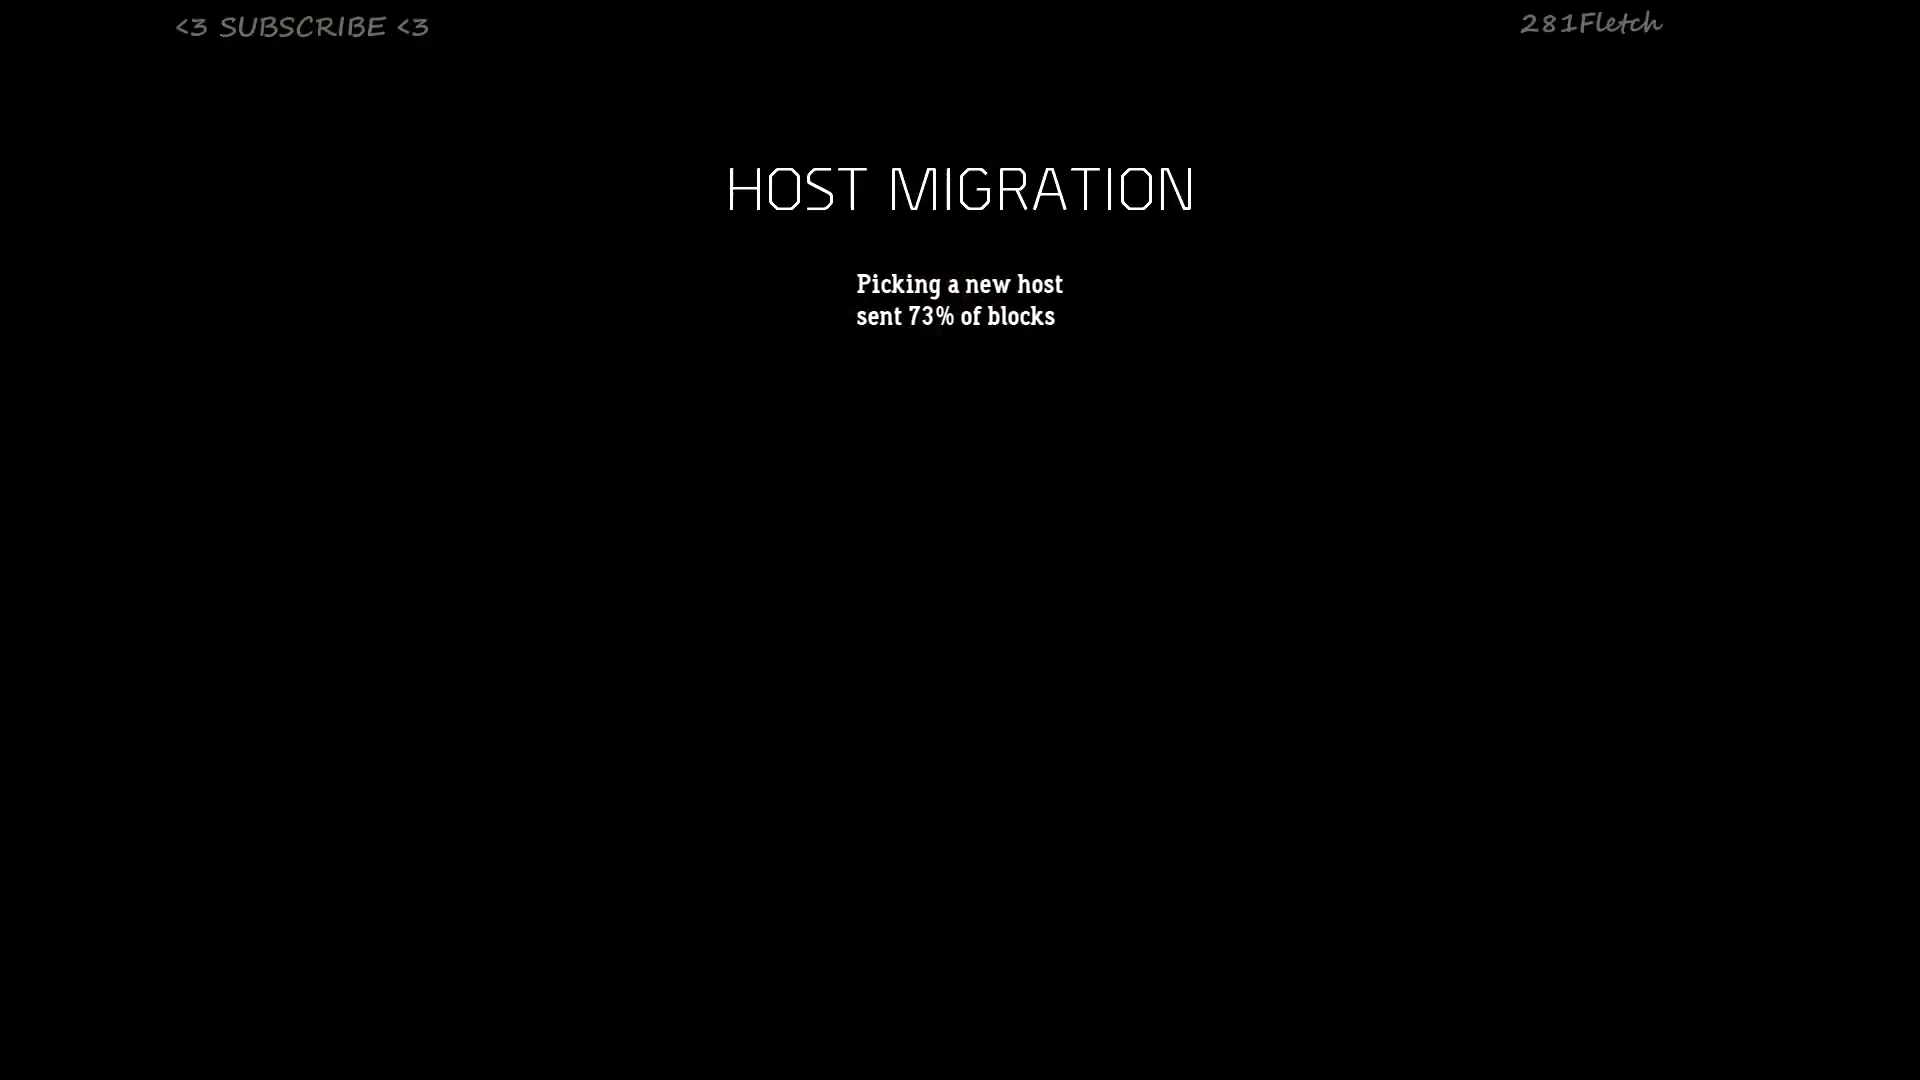 <3 SUBSCRIBE <3
281Fletch
HOST MIGRATION
Picking a new host
sent 73% of blocks